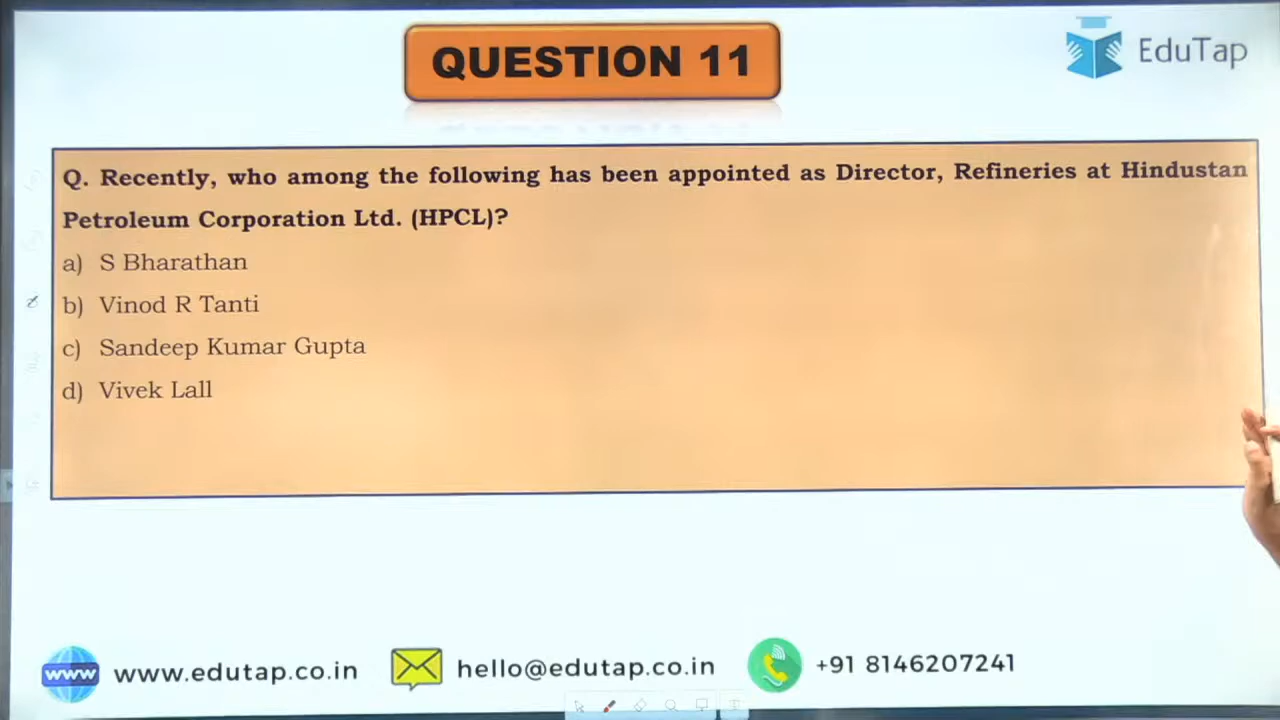 QUESTION 11
EduTap
Q. Recently, who among the following has been appointed as Director, Refineries at Hindustan
Petroleum Corporation Ltd. (HPCL)?
a) S Bharathan
b) Vinod R Tanti
c) Sandeep Kumar Gupta
d) Vivek Lall
www www.edutap.co.in hello@edutap.co.in +91 8146207241